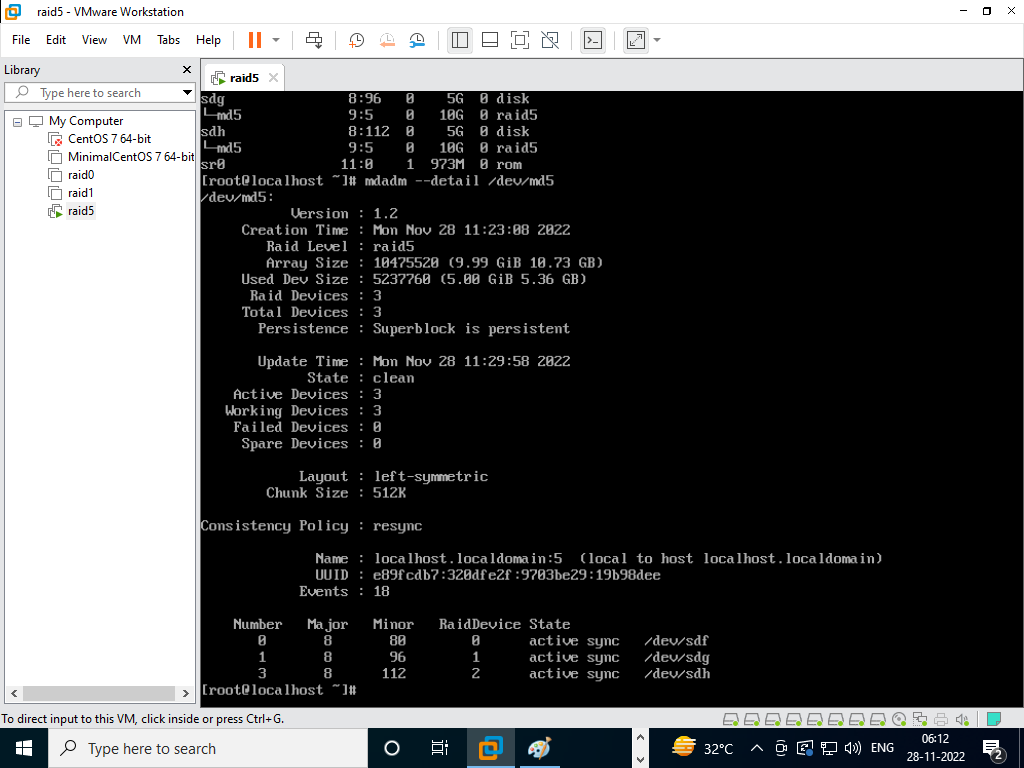 raid5 - VMware Workstation
File Edit View VM Tabs Help
Library
Type here to search
My Computer
CentOS 7 64-bit
MinimalCentOS 7 64-bit
raid0
raid1
raid5
raid5
sdg 8:96 0 5G 0 disk
└─md5 9:5 0 10G 0 raid5
sdh 8:112 0 5G 0 disk
└─md5 9:5 0 10G 0 raid5
sr0 11:0 1 973M 0 rom
[root@localhost ~]# mdadm --detail /dev/md5
/dev/md5:
Version : 1.2
Creation Time : Mon Nov 28 11:23:08 2022
Raid Level : raid5
Array Size : 10475520 (9.99 GiB 10.73 GB)
Used Dev Size : 5237760 (5.00 GiB 5.36 GB)
Raid Devices : 3
Total Devices : 3
Persistence : Superblock is persistent
Update Time : Mon Nov 28 11:29:58 2022
State : clean
Active Devices : 3
Working Devices : 3
Failed Devices : 0
Spare Devices : 0
Layout : left-symmetric
Chunk Size : 512K
Consistency Policy : resync
Name : localhost.localdomain:5 (local to host localhost.localdomain)
UUID : e89fcdb7:320dfe2f:9703be29:19b98dee
Events : 18
Number Major Minor RaidDevice State
0 8 80 0 active sync /dev/sdf
1 8 96 1 active sync /dev/sdg
3 8 112 2 active sync /dev/sdh
[root@localhost ~]#
To direct input to this VM, click inside or press Ctrl+G.
Type here to search
32°C
ENG
06:12
28-11-2022
2